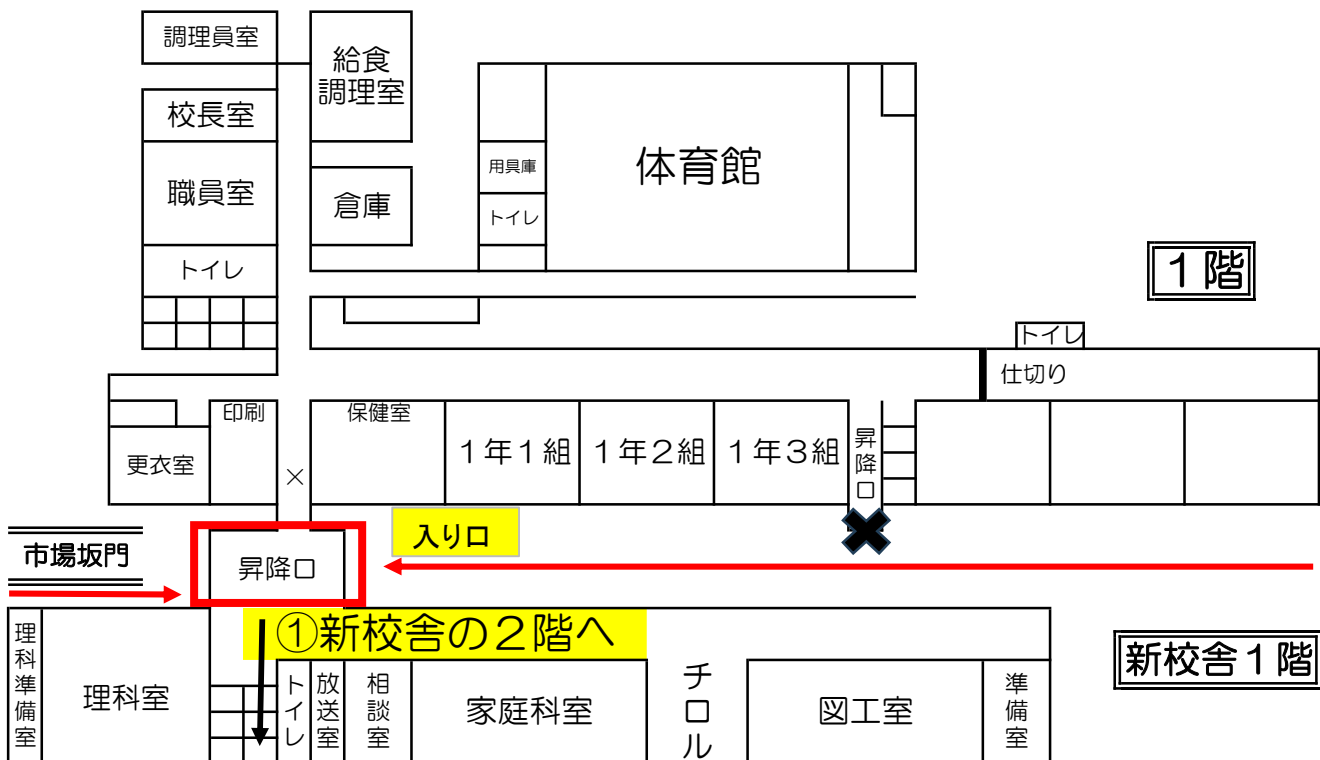 調理員室
給食
調理室
校長室
職員室
倉庫
用具庫
トイレ
体育館
トイレ
1階
トイレ
仕切り
印刷
保健室
更衣室
×
1年1組
1年2組
1年3組
昇降口
市場坂門
入り口
昇降口
①新校舎の2階へ
新校舎1階
理科準備室
理科室
トイレ
放送室
相談室
家庭科室
チロル
図工室
準備室